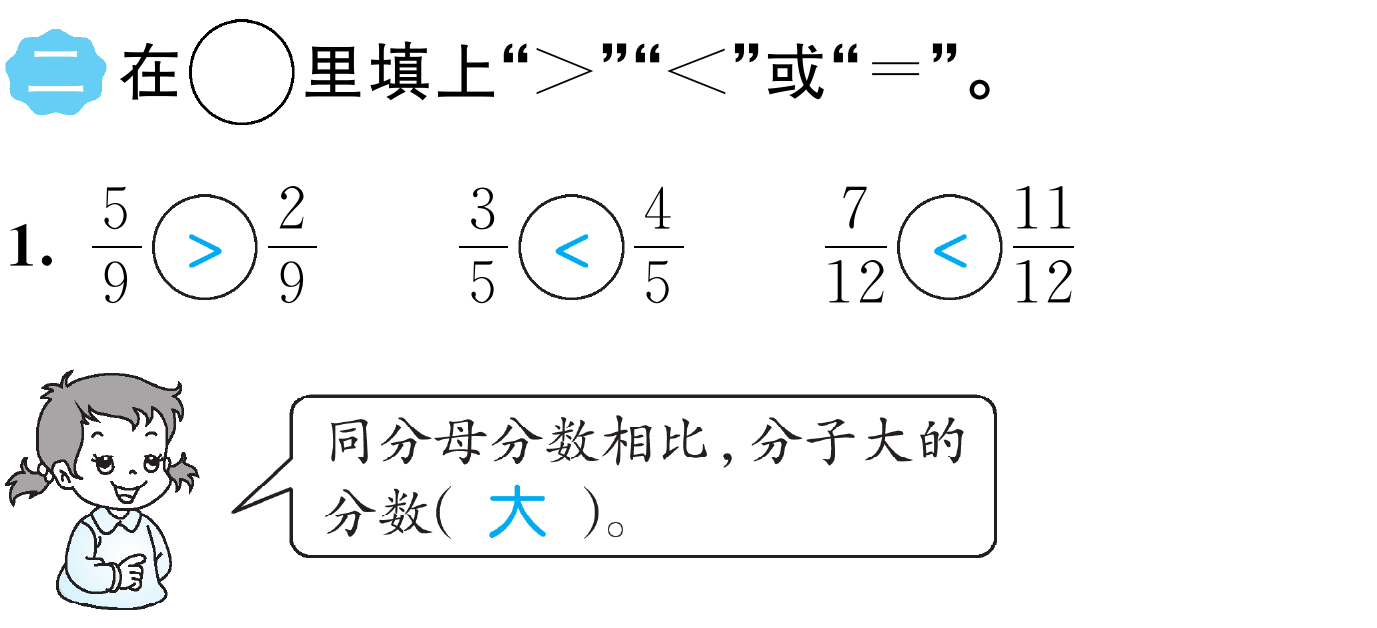 二 在○里填上“>”“<”或“=”。
1. 5/9 > 2/9 3/5 < 4/5 7/12 < 11/12
同分母分数相比,分子大的
分数( 大 )。